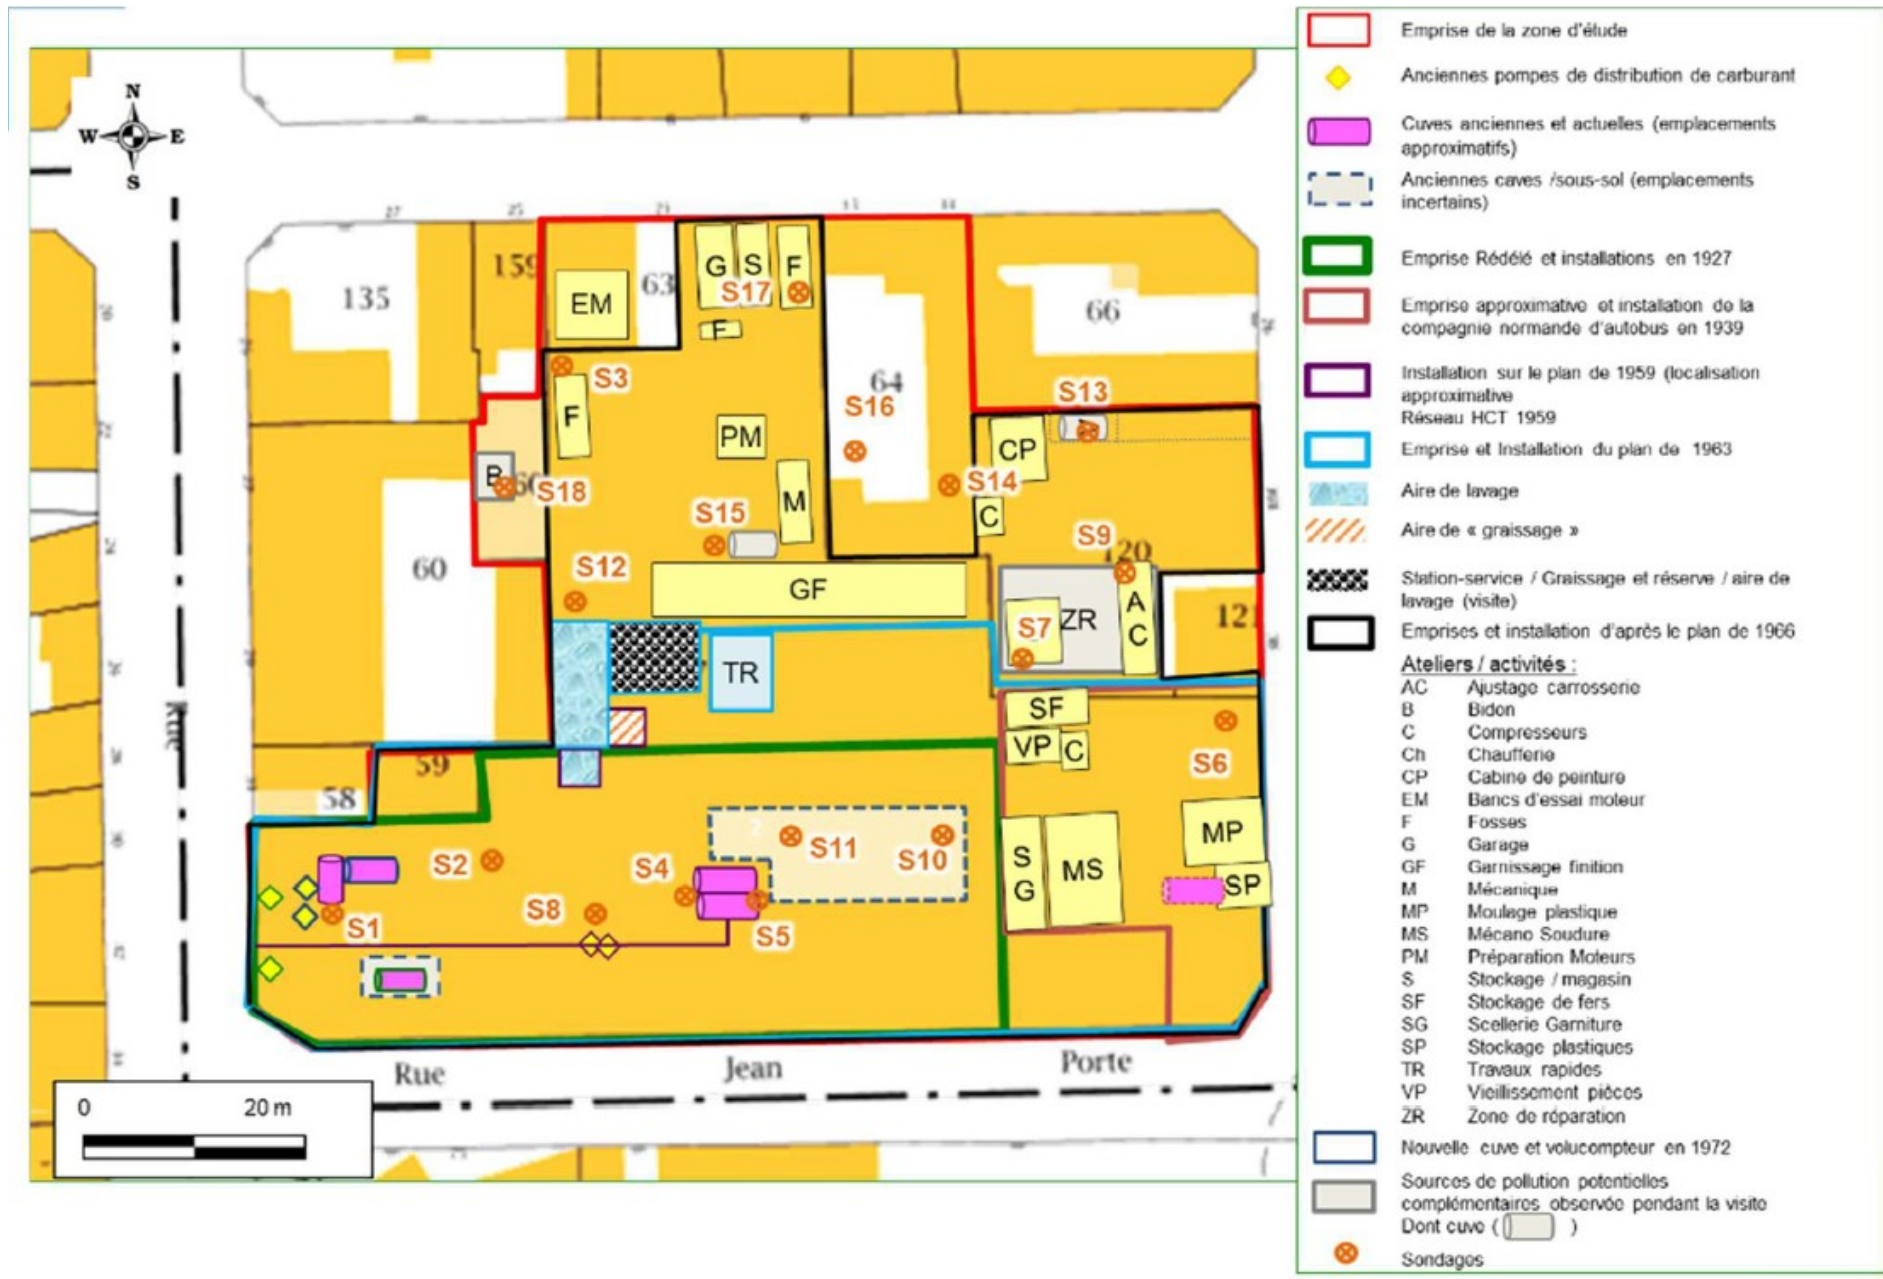 N
W E
S
27
25
21
159
135
63
66
64
60
120
121
59
58
EM
G
S
F
S17
F
S3
F
PM
S16
S13
CP
B
S18
M
S14
C
S15
S9
S12
GF
A
C
ZR
S7
TR
SF
VP
C
S6
MP
S
G
MS
SP
S2
S4
S11
S10
S1
S8
S5
Rue
Rue Jean Porte
0 20 m
Emprise de la zone d'étude
Anciennes pompes de distribution de carburant
Cuves anciennes et actuelles (emplacements
approximatifs)
Anciennes caves /sous-sol (emplacements
incertains)
Emprise Rédélé et installations en 1927
Emprise approximative et installation de la
compagnie normande d'autobus en 1939
Installation sur le plan de 1959 (localisation
approximative
Réseau HCT 1959
Emprise et Installation du plan de 1963
Aire de lavage
Aire de « graissage »
Station-service / Graissage et réserve / aire de
lavage (visite)
Emprises et installation d'après le plan de 1966
Ateliers / activités :
AC Ajustage carrosserie
B Bidon
C Compresseurs
Ch Chaufferie
CP Cabine de peinture
EM Bancs d'essai moteur
F Fosses
G Garage
GF Garnissage finition
M Mécanique
MP Moulage plastique
MS Mécano Soudure
PM Préparation Moteurs
S Stockage / magasin
SF Stockage de fers
SG Scellerie Garniture
SP Stockage plastiques
TR Travaux rapides
VP Vieillissement pièces
ZR Zone de réparation
Nouvelle cuve et volucompteur en 1972
Sources de pollution potentielles
complémentaires observée pendant la visite
Dont cuve ( )
Sondages